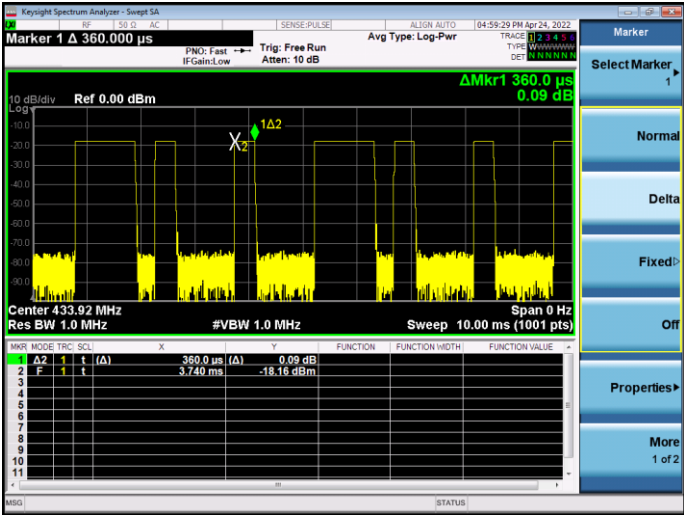 Keysight Spectrum Analyzer - Swept SA
RF 50 Ω AC SENSE:PULSE ALIGN AUTO 04:59:29 PM Apr 24, 2022
Marker 1 Δ 360.000 µs
PNO: Fast
IFGain:Low
Trig: Free Run
Atten: 10 dB
Avg Type: Log-Pwr
TRACE 1 2 3 4 5 6
TYPE WWWWWW
DET N N N N N N
ΔMkr1 360.0 µs
0.09 dB
10 dB/div Ref 0.00 dBm
Log
-10.0
-20.0
-30.0
-40.0
-50.0
-60.0
-70.0
-80.0
-90.0
X2
1Δ2
Center 433.92 MHz Span 0 Hz
Res BW 1.0 MHz #VBW 1.0 MHz Sweep 10.00 ms (1001 pts)
MKR MODE TRC SCL X Y FUNCTION FUNCTION WIDTH FUNCTION VALUE
1 Δ2 1 t (Δ) 360.0 µs (Δ) 0.09 dB
2 F 1 t 3.740 ms -18.16 dBm
3
4
5
6
7
8
9
10
11
MSG STATUS
Marker
Select Marker
1
Normal
Delta
Fixed
Off
Properties
More
1 of 2